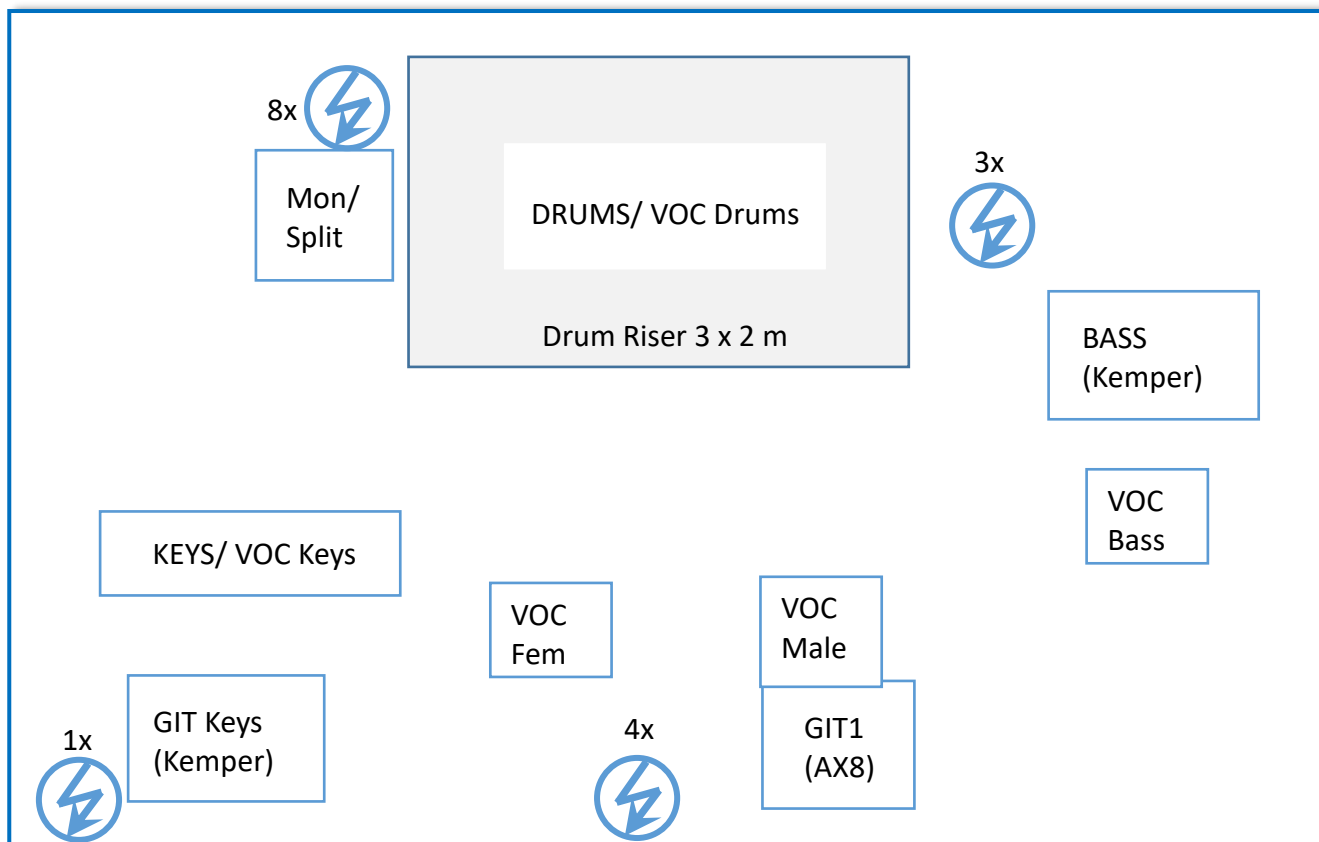 8x
Mon/
Split
DRUMS/ VOC Drums
Drum Riser 3 x 2 m
3x
BASS
(Kemper)
VOC
Bass
KEYS/ VOC Keys
VOC
Fem
VOC
Male
GIT Keys
(Kemper)
1x
4x
GIT1
(AX8)